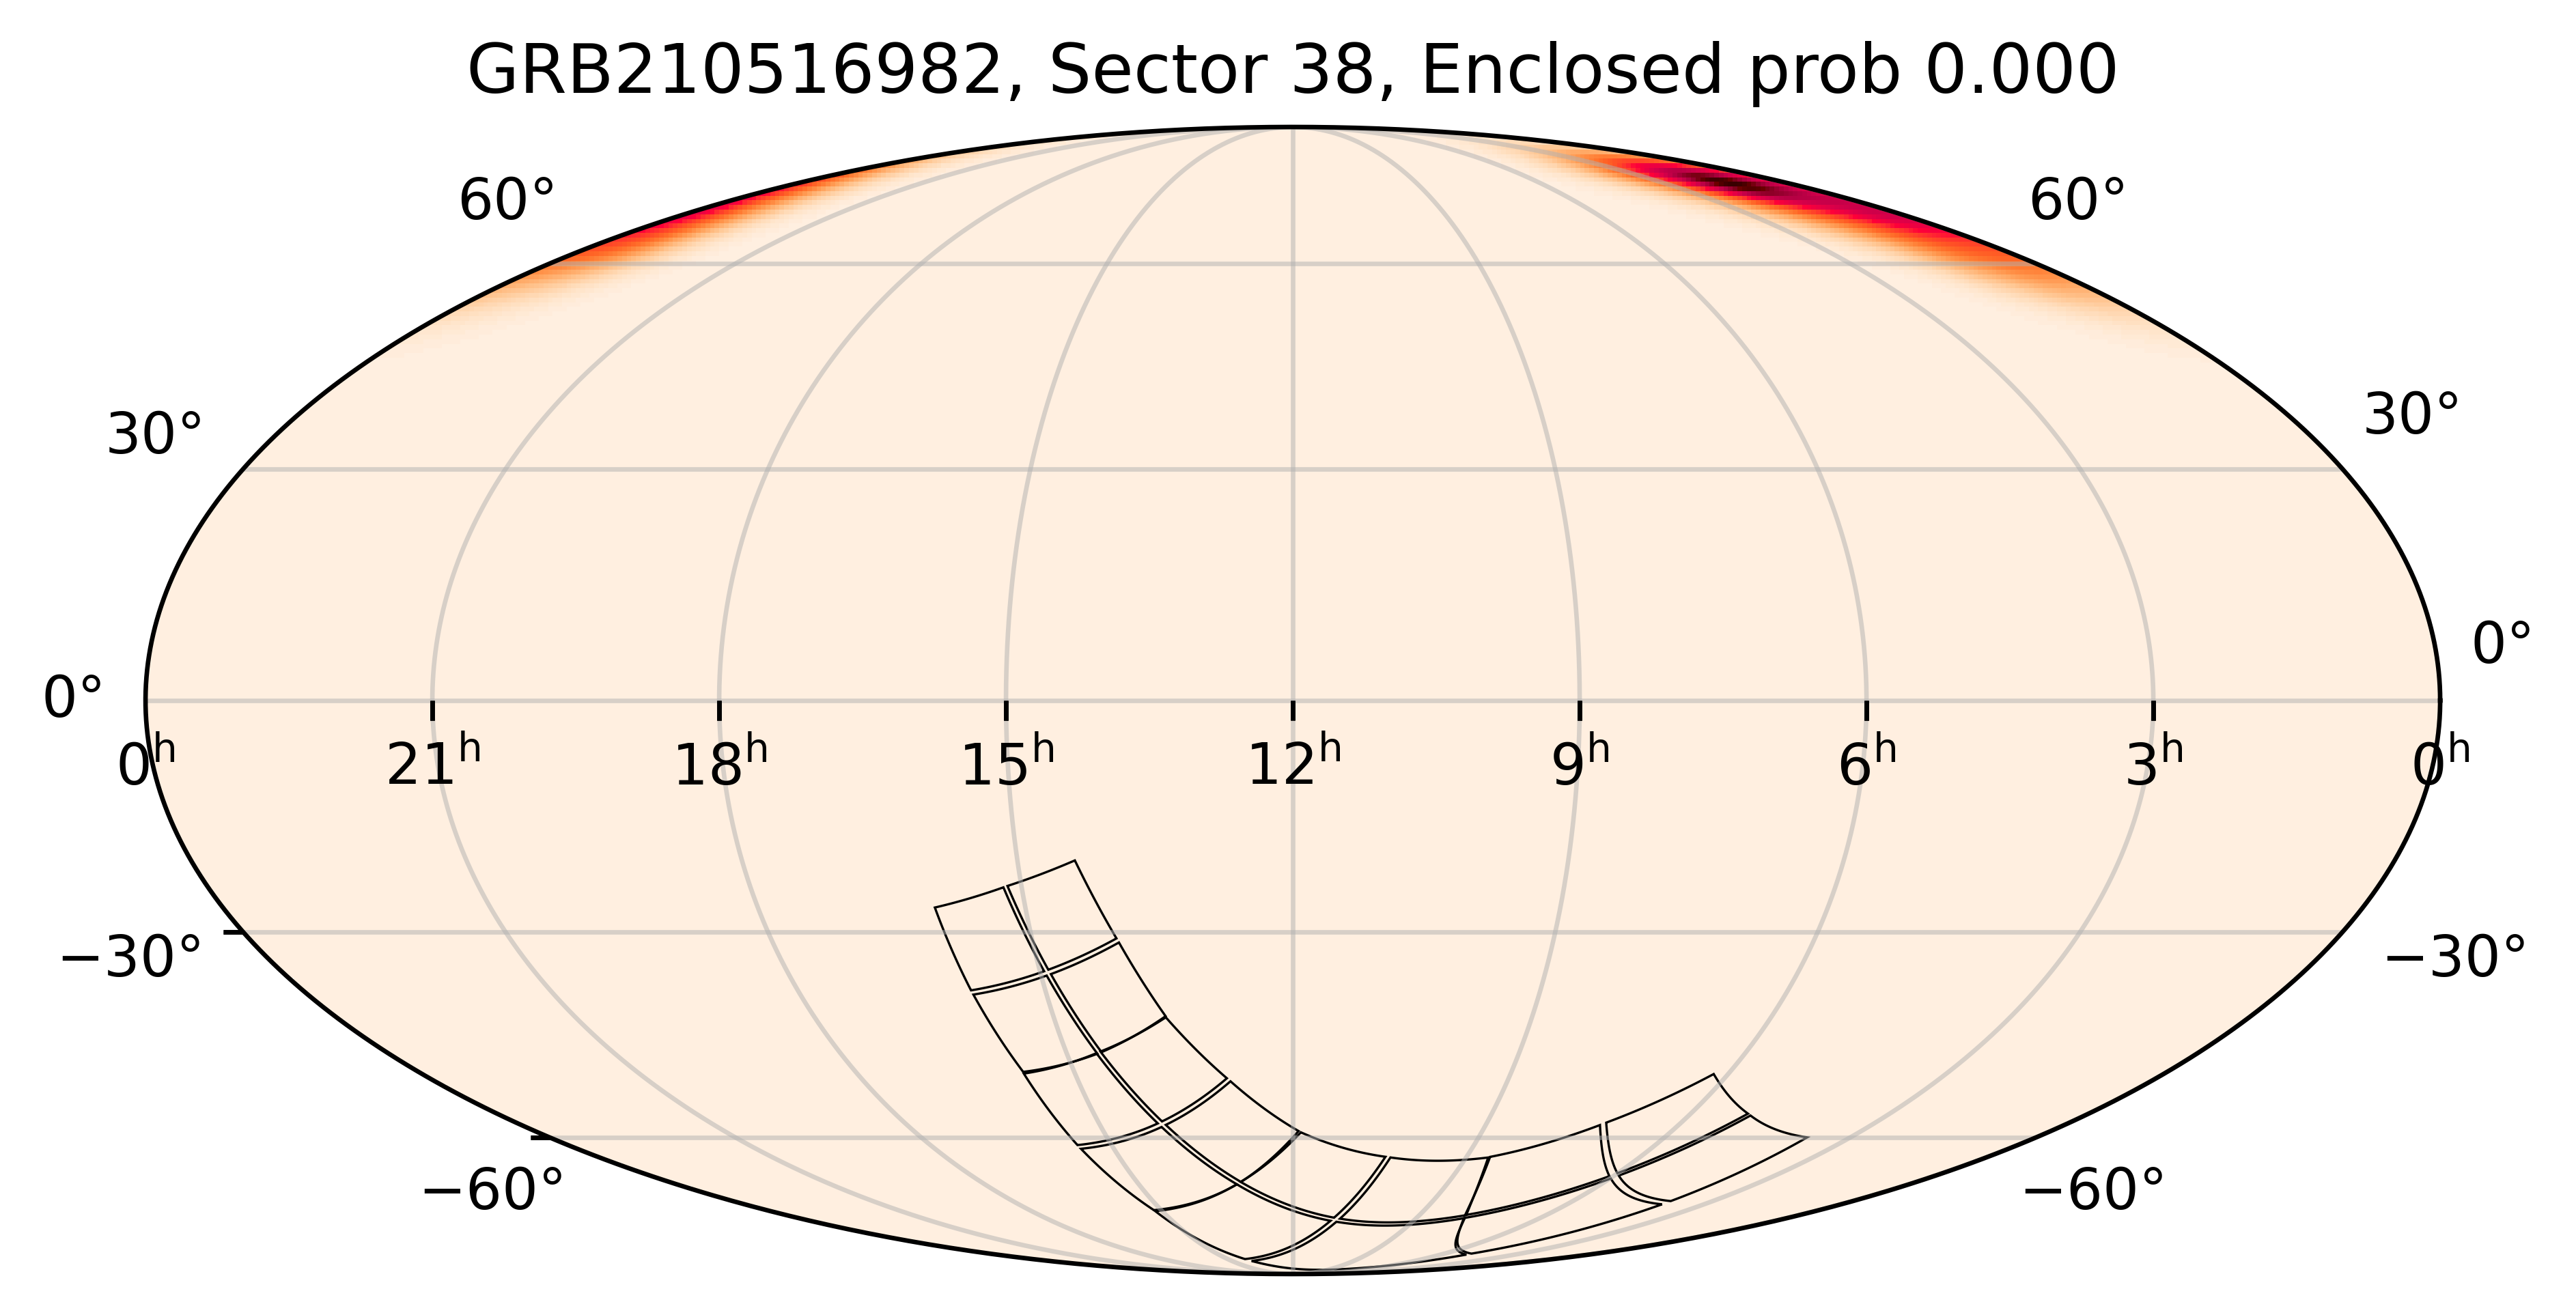 GRB210516982, Sector 38, Enclosed prob 0.000
60° 60°
30° 30°
0° 0°
0ʰ 21ʰ 18ʰ 15ʰ 12ʰ 9ʰ 6ʰ 3ʰ 0ʰ
−30° −30°
−60° −60°